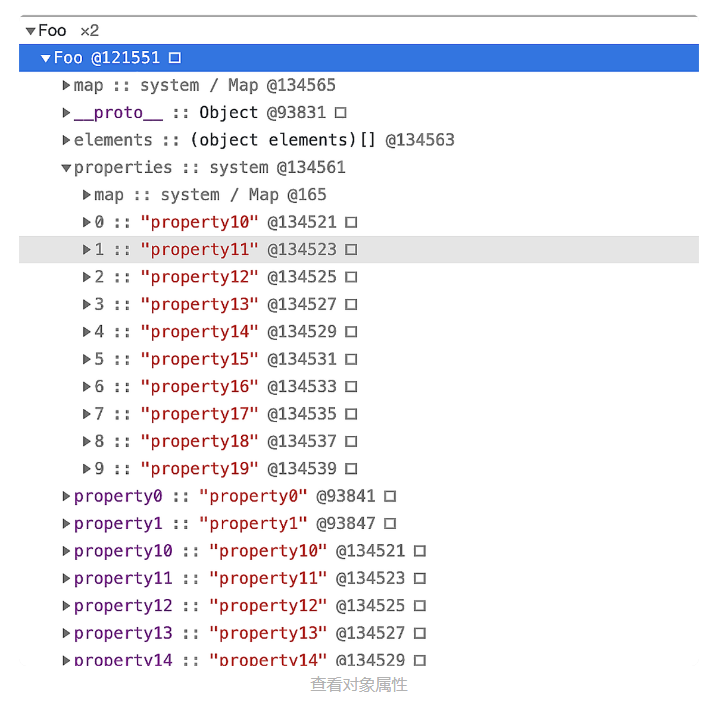 Foo ×2
Foo @121551
map :: system / Map @134565
__proto__ :: Object @93831
elements :: (object elements)[] @134563
properties :: system @134561
map :: system / Map @165
0 :: "property10" @134521
1 :: "property11" @134523
2 :: "property12" @134525
3 :: "property13" @134527
4 :: "property14" @134529
5 :: "property15" @134531
6 :: "property16" @134533
7 :: "property17" @134535
8 :: "property18" @134537
9 :: "property19" @134539
property0 :: "property0" @93841
property1 :: "property1" @93847
property10 :: "property10" @134521
property11 :: "property11" @134523
property12 :: "property12" @134525
property13 :: "property13" @134527
property14 :: "property14" @134529
查看对象属性